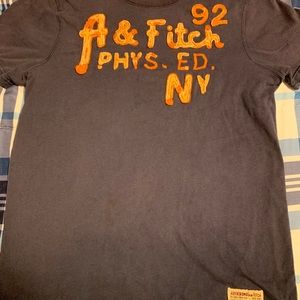 92
A & Fitch
PHYS. ED.
NY